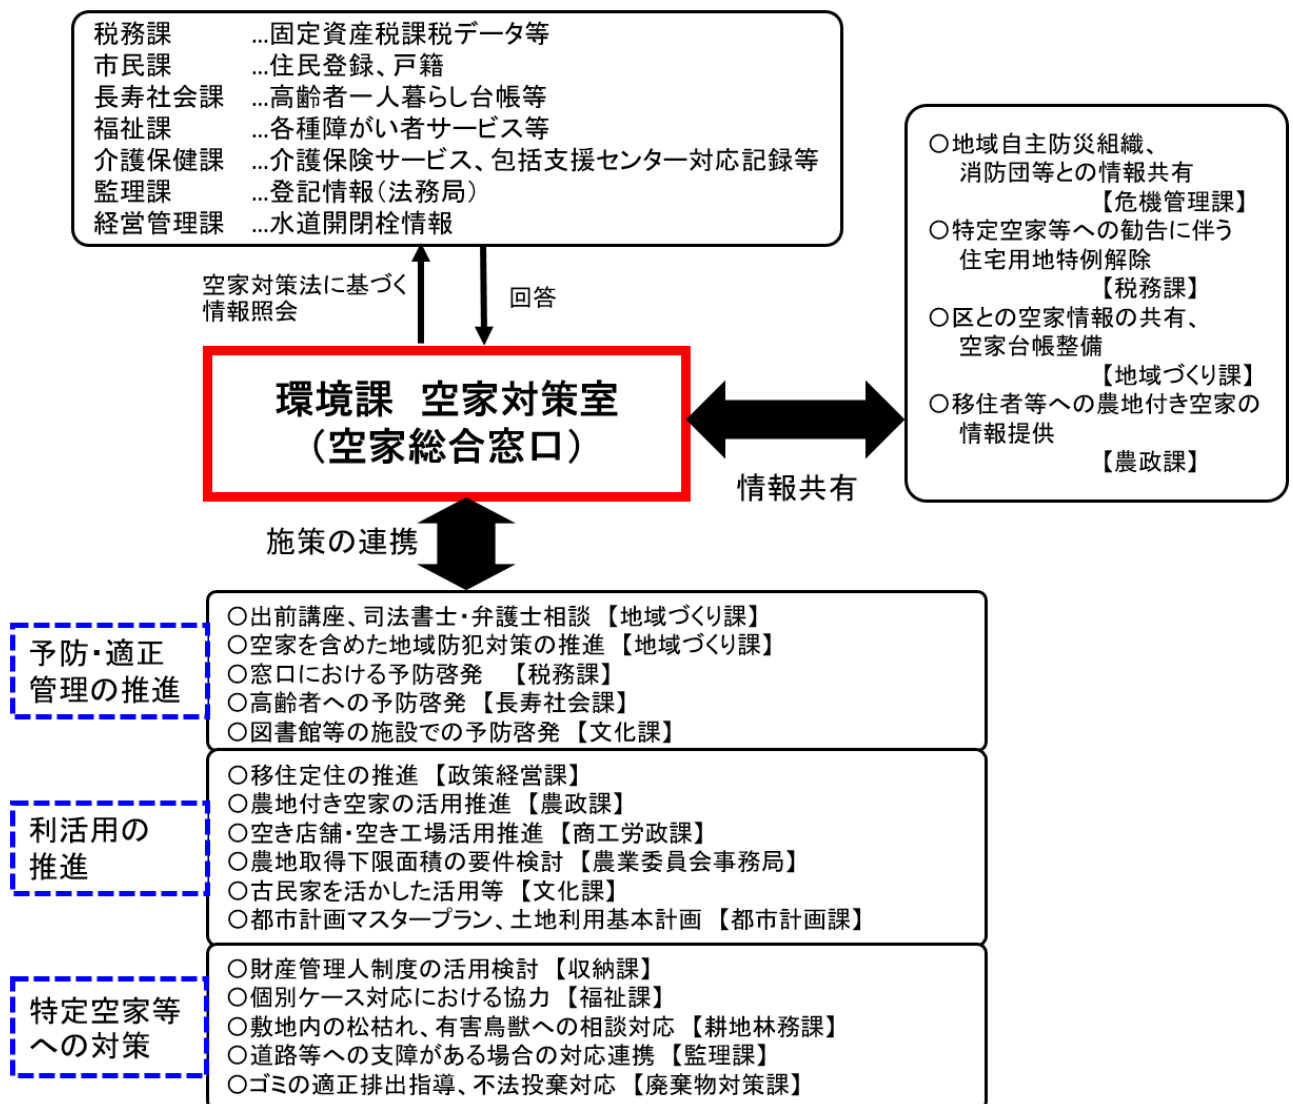 税務課　…固定資産税課税データ等
市民課　…住民登録、戸籍
長寿社会課　…高齢者一人暮らし台帳等
福祉課　…各種障がい者サービス等
介護保健課　…介護保険サービス、包括支援センター対応記録等
監理課　…登記情報（法務局）
経営管理課　…水道開閉栓情報
空家対策法に基づく
情報照会
回答
〇地域自主防災組織、
消防団等との情報共有
【危機管理課】
〇特定空家等への勧告に伴う
住宅用地特例解除
【税務課】
〇区との空家情報の共有、
空家台帳整備
【地域づくり課】
〇移住者等への農地付き空家の
情報提供
【農政課】
環境課　空家対策室
（空家総合窓口）
情報共有
施策の連携
予防・適正
管理の推進
〇出前講座、司法書士・弁護士相談 【地域づくり課】
〇空家を含めた地域防犯対策の推進 【地域づくり課】
〇窓口における予防啓発　【税務課】
〇高齢者への予防啓発 【長寿社会課】
〇図書館等の施設での予防啓発 【文化課】
利活用の
推進
〇移住定住の推進 【政策経営課】
〇農地付き空家の活用推進 【農政課】
〇空き店舗・空き工場活用推進 【商工労政課】
〇農地取得下限面積の要件検討 【農業委員会事務局】
〇古民家を活かした活用等 【文化課】
〇都市計画マスタープラン、土地利用基本計画 【都市計画課】
特定空家等
への対策
〇財産管理人制度の活用検討 【収納課】
〇個別ケース対応における協力 【福祉課】
〇敷地内の松枯れ、有害鳥獣への相談対応 【耕地林務課】
〇道路等への支障がある場合の対応連携 【監理課】
〇ゴミの適正排出指導、不法投棄対応 【廃棄物対策課】